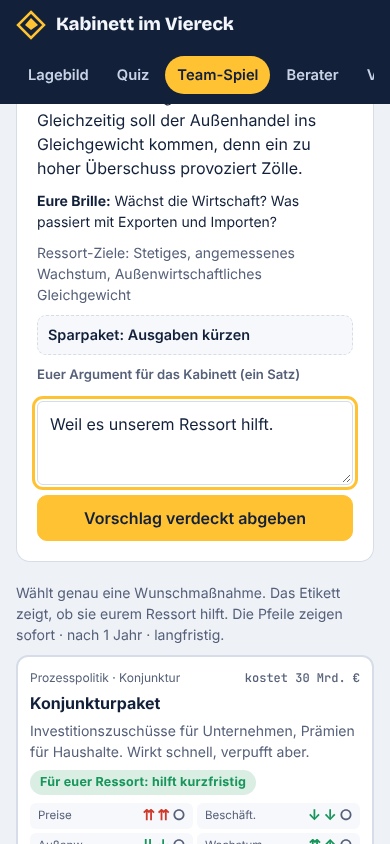 Kabinett im Viereck
Lagebild Quiz Team-Spiel Berater
Gleichzeitig soll der Außenhandel ins
Gleichgewicht kommen, denn ein zu
hoher Überschuss provoziert Zölle.
Eure Brille: Wächst die Wirtschaft? Was
passiert mit Exporten und Importen?
Ressort-Ziele: Stetiges, angemessenes
Wachstum, Außenwirtschaftliches
Gleichgewicht
Sparpaket: Ausgaben kürzen
Euer Argument für das Kabinett (ein Satz)
Weil es unserem Ressort hilft.
Vorschlag verdeckt abgeben
Wählt genau eine Wunschmaßnahme. Das Etikett
zeigt, ob sie eurem Ressort hilft. Die Pfeile zeigen
sofort · nach 1 Jahr · langfristig.
Prozesspolitik · Konjunktur kostet 30 Mrd. €
Konjunkturpaket
Investitionszuschüsse für Unternehmen, Prämien
für Haushalte. Wirkt schnell, verpufft aber.
Für euer Ressort: hilft kurzfristig
Preise ⇈ ⇈ O Beschäft. ↓ ↓ O